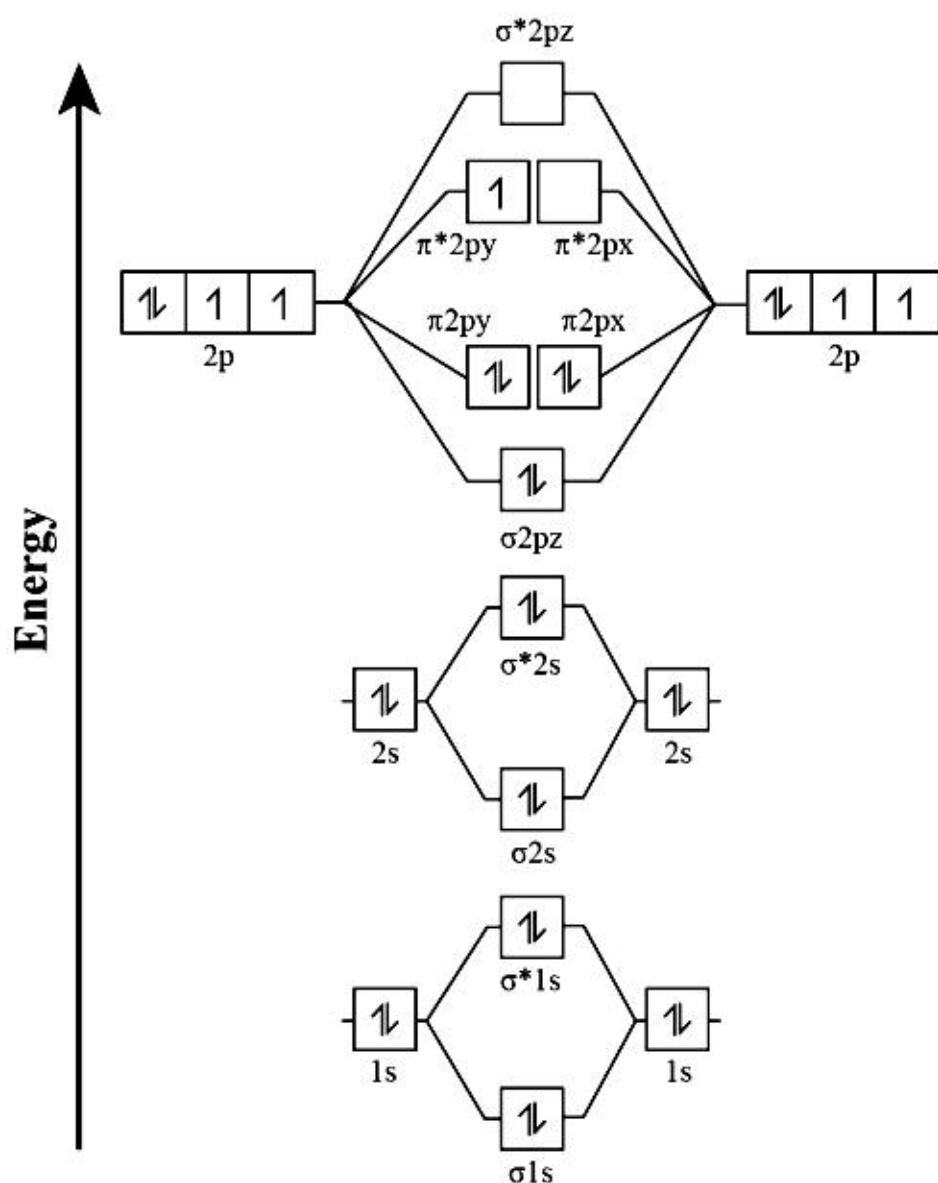 σ*2pz
π*2py π*2px
π2py π2px
2p 2p
σ2pz
σ*2s
2s 2s
σ2s
σ*1s
1s 1s
σ1s
Energy